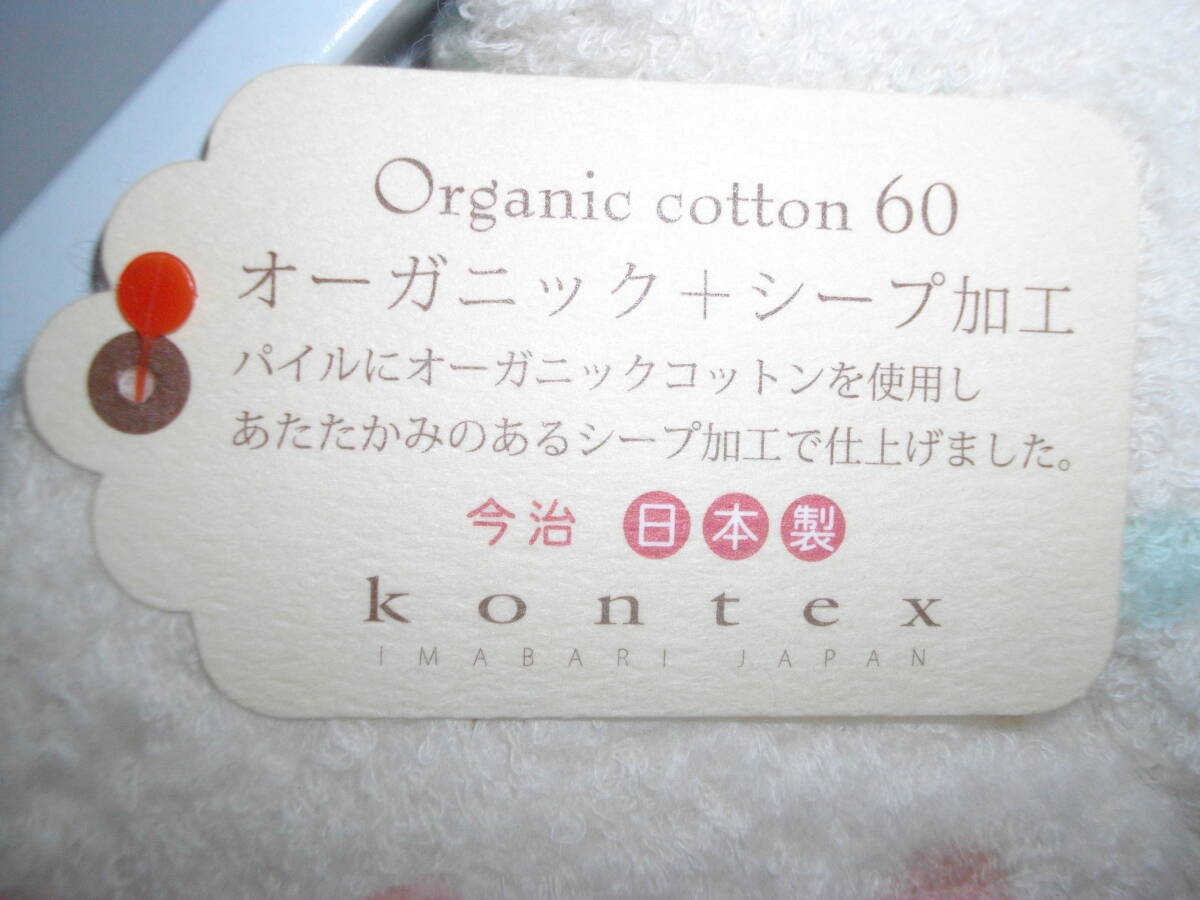 Organic cotton 60
オーガニック＋シープ加工
パイルにオーガニックコットンを使用し
あたたかみのあるシープ加工で仕上げました。
今治 日本製
kontex
IMABARI JAPAN